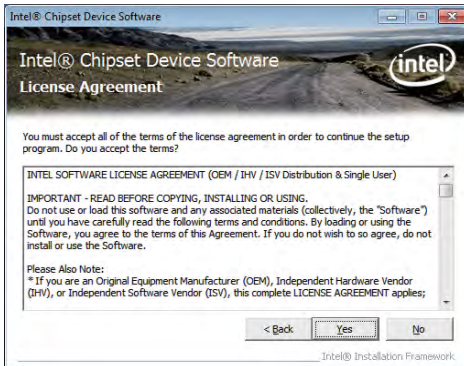 Intel® Chipset Device Software
Intel® Chipset Device Software
intel
License Agreement
You must accept all of the terms of the license agreement in order to continue the setup
program. Do you accept the terms?
INTEL SOFTWARE LICENSE AGREEMENT (OEM / IHV / ISV Distribution & Single User)
IMPORTANT - READ BEFORE COPYING, INSTALLING OR USING.
Do not use or load this software and any associated materials (collectively, the "Software")
until you have carefully read the following terms and conditions. By loading or using the
Software, you agree to the terms of this Agreement. If you do not wish to so agree, do not
install or use the Software.
Please Also Note:
* If you are an Original Equipment Manufacturer (OEM), Independent Hardware Vendor
(IHV), or Independent Software Vendor (ISV), this complete LICENSE AGREEMENT applies;
< Back Yes No
Intel® Installation Framework